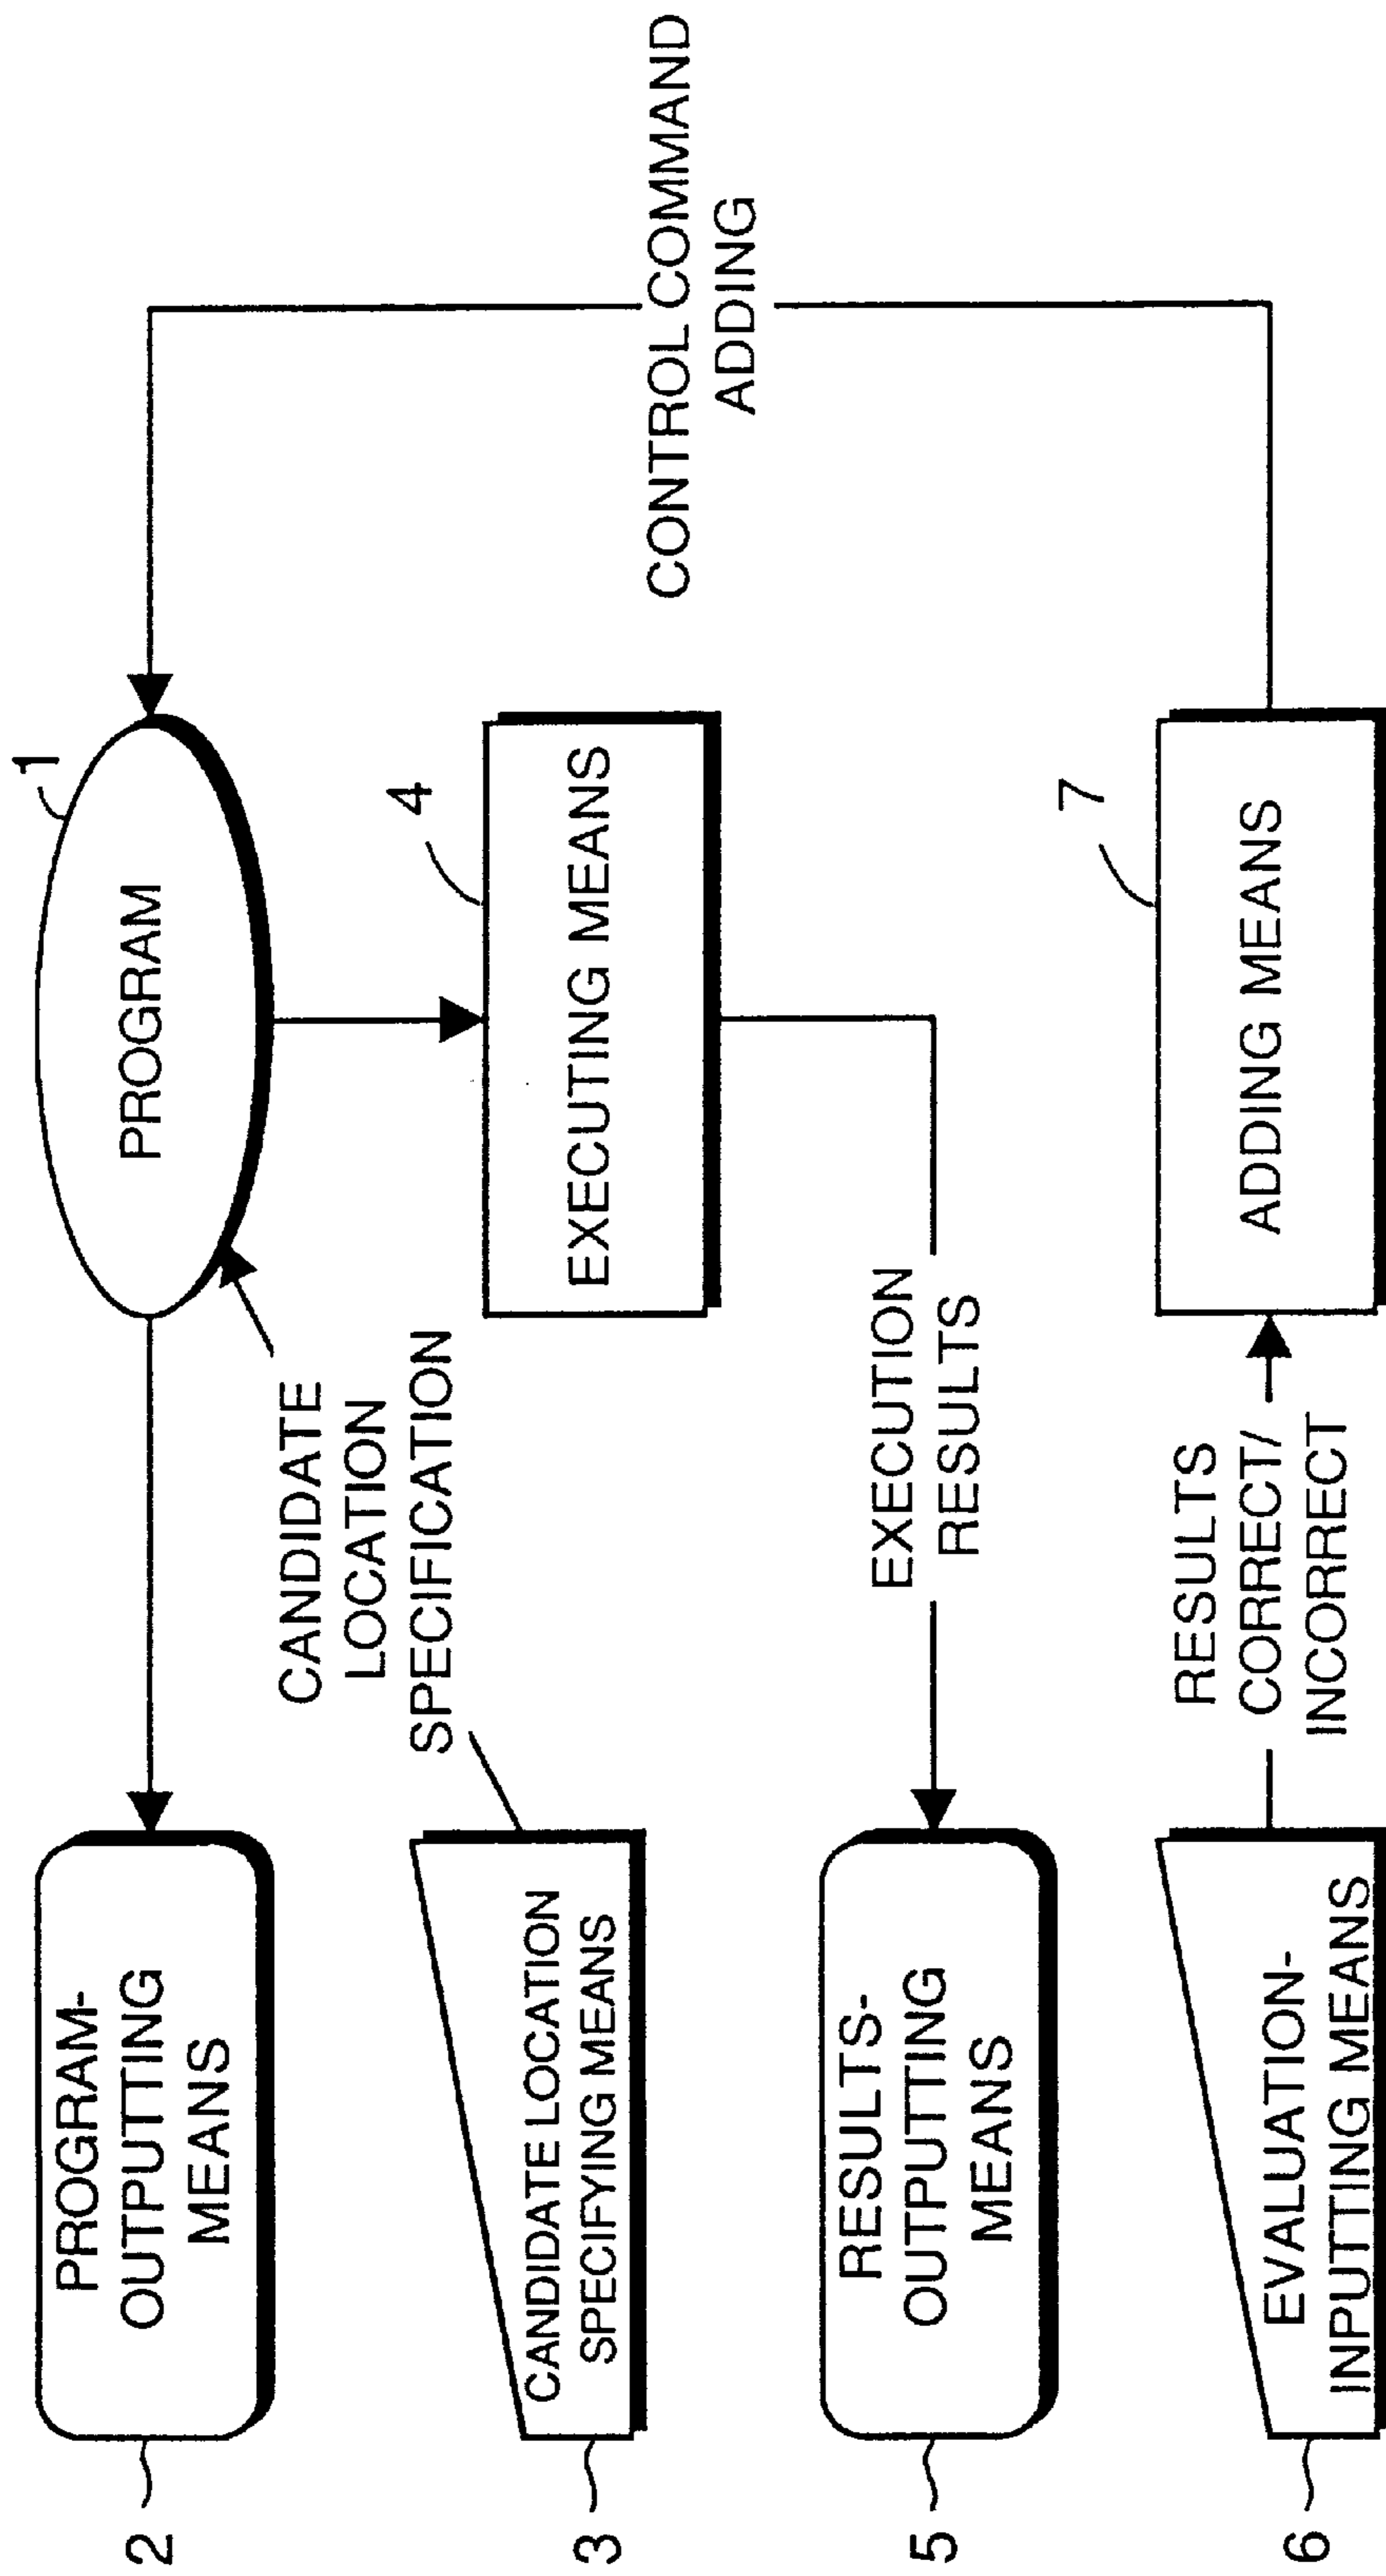 2
PROGRAM-
OUTPUTTING
MEANS
1
PROGRAM
CANDIDATE
LOCATION
SPECIFICATION
3
CANDIDATE LOCATION
SPECIFYING MEANS
4
EXECUTING MEANS
CONTROL COMMAND
ADDING
5
RESULTS-
OUTPUTTING
MEANS
EXECUTION
RESULTS
6
EVALUATION-
INPUTTING MEANS
RESULTS
CORRECT/
INCORRECT
7
ADDING MEANS